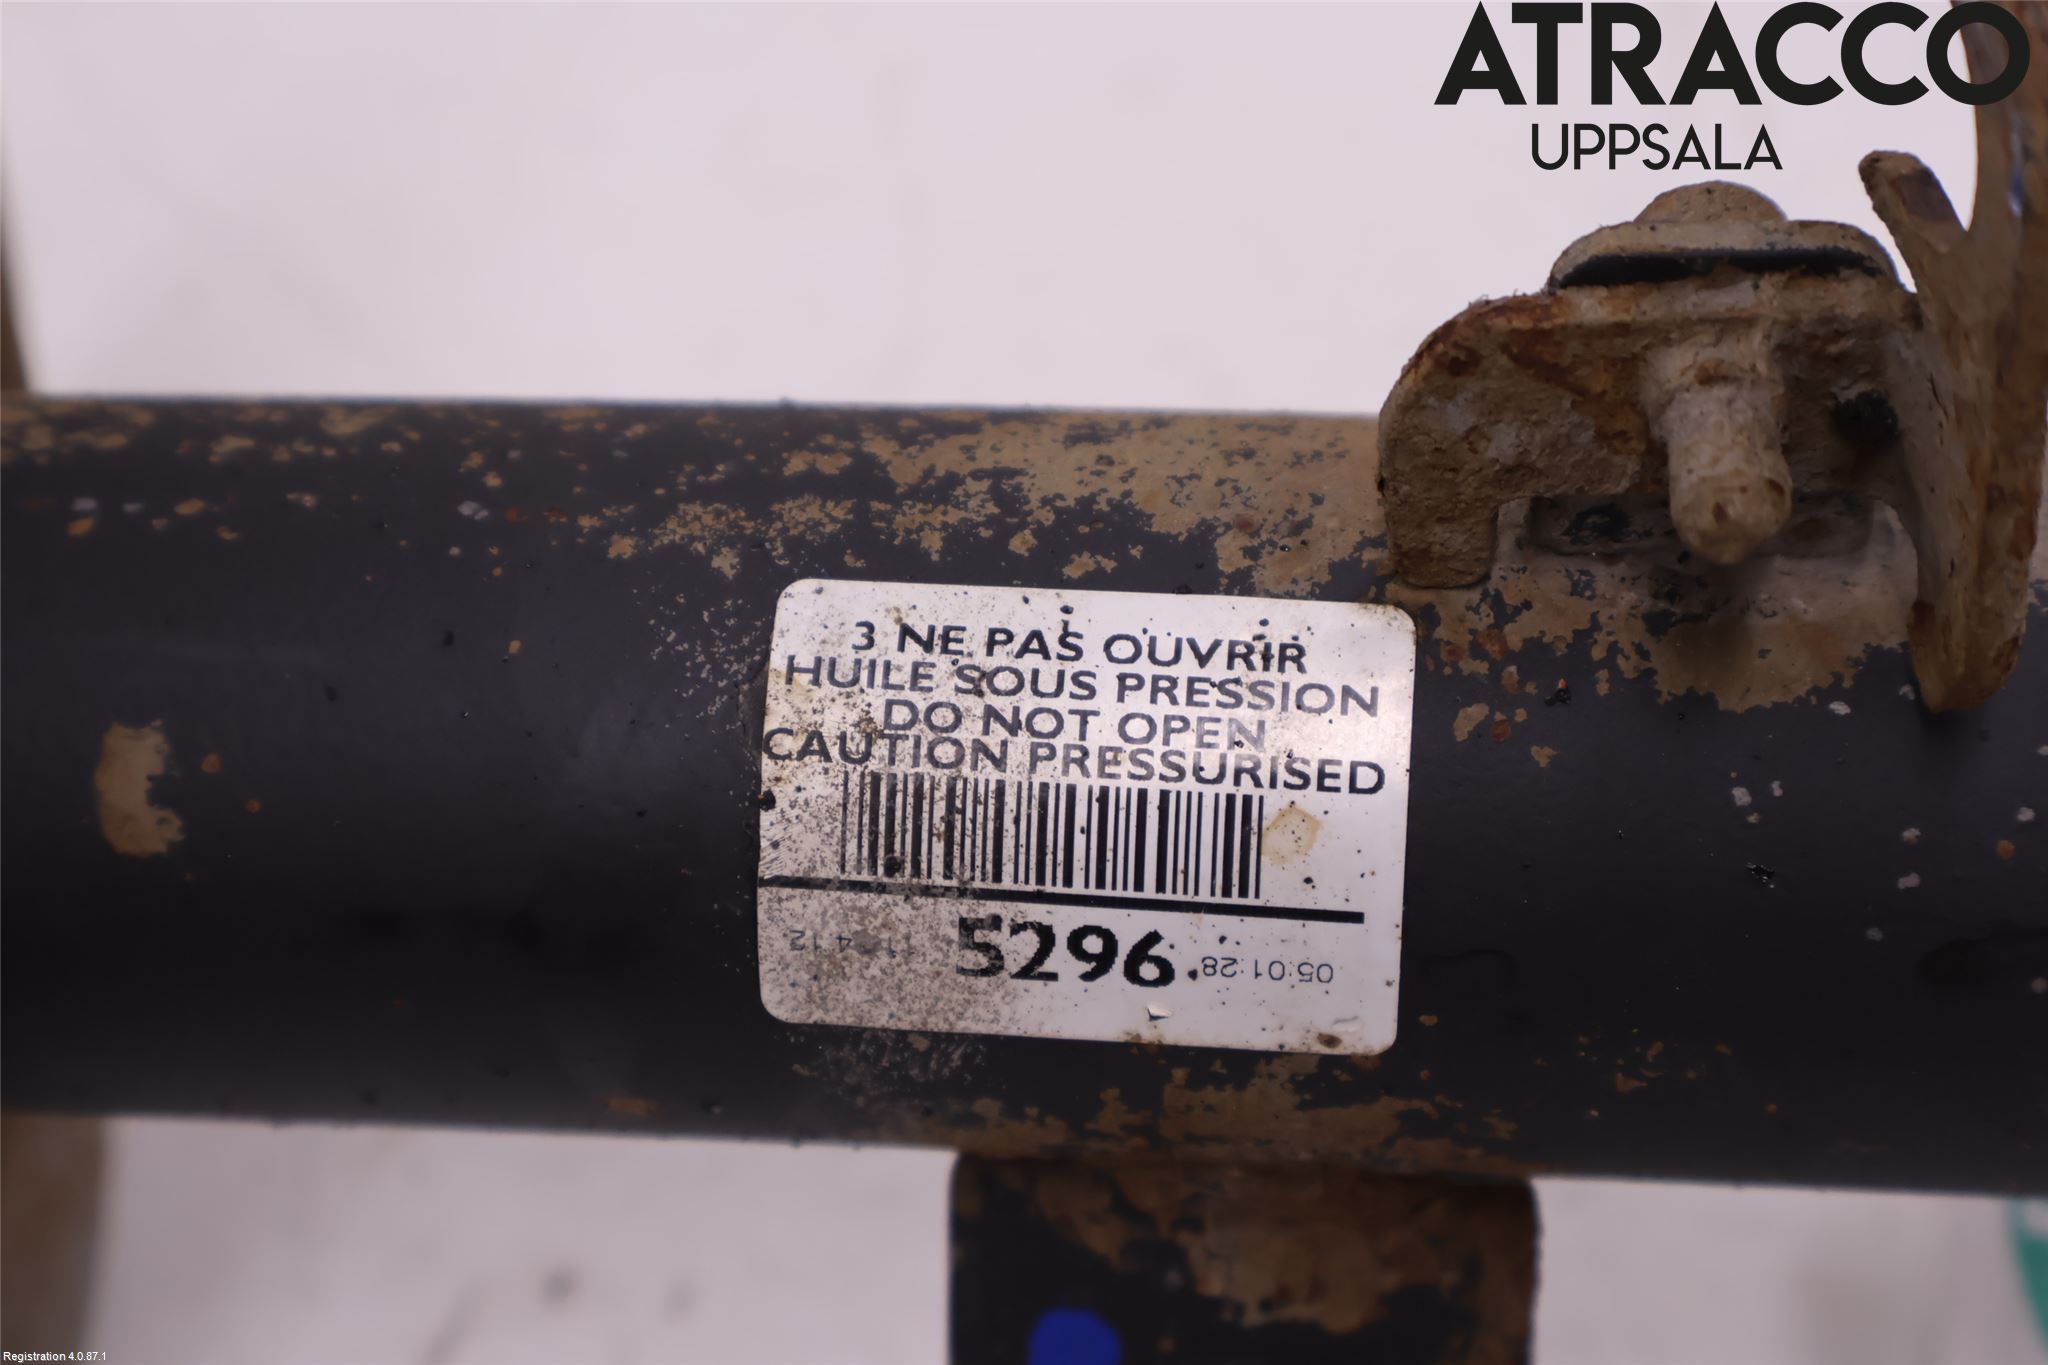 ATRACCO
UPPSALA
3 NE PAS OUVRIR
HUILE SOUS PRESSION
DO NOT OPEN
CAUTION PRESSURISED
5296
05:01:28
Registration 4.0.87.1